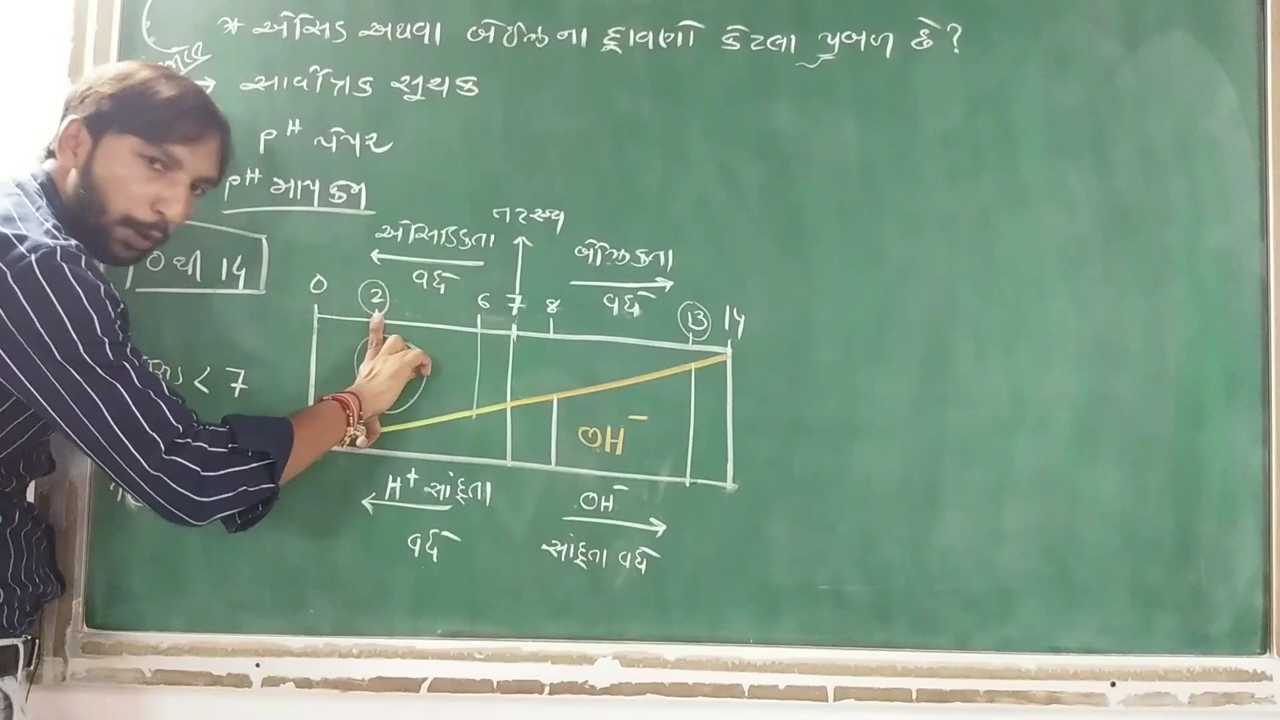 * એસિડ અથવા બેઈઝના દ્રાવણો કેટલા પ્રબળ છે ?
→ સાર્વત્રિક સૂચક
pH પેપર
pH માપક્રમ
0 થી 14
તટસ્થ
એસિડિકતા
વધે
બેઝિકતા
વધે
0 2 6 7 8 13 14
< 7
OH⁻
H⁺ સાંદ્રતા
વધે
OH⁻
સાંદ્રતા વધે